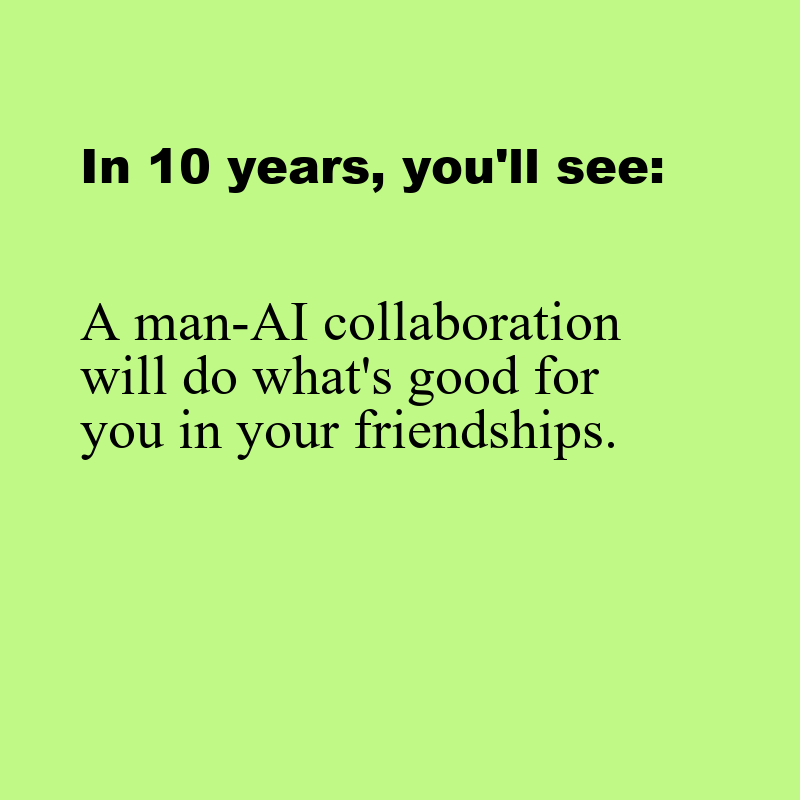 In 10 years, you'll see:
A man-AI collaboration
will do what's good for
you in your friendships.